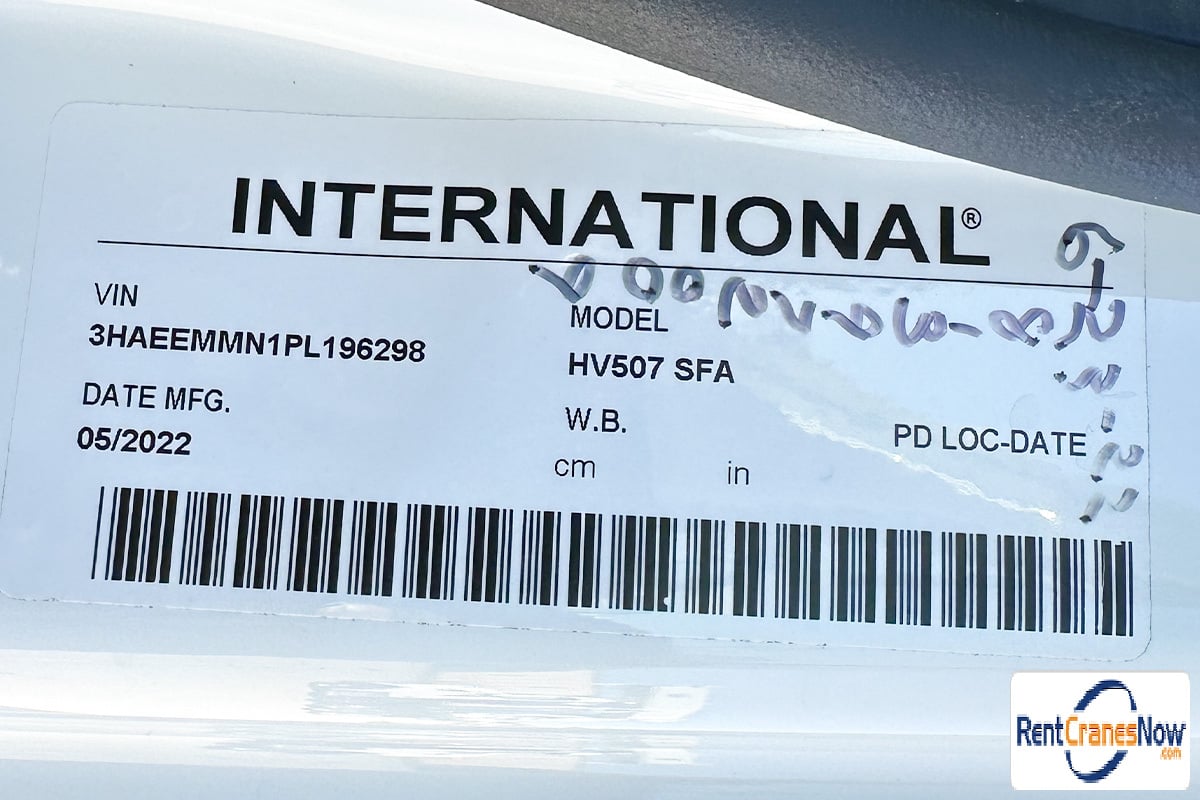 INTERNATIONAL®
VIN
3HAEEMMN1PL196298
MODEL
HV507 SFA
DATE MFG.
05/2022
W.B.
cm in
PD LOC-DATE
RentCranesNow
.com